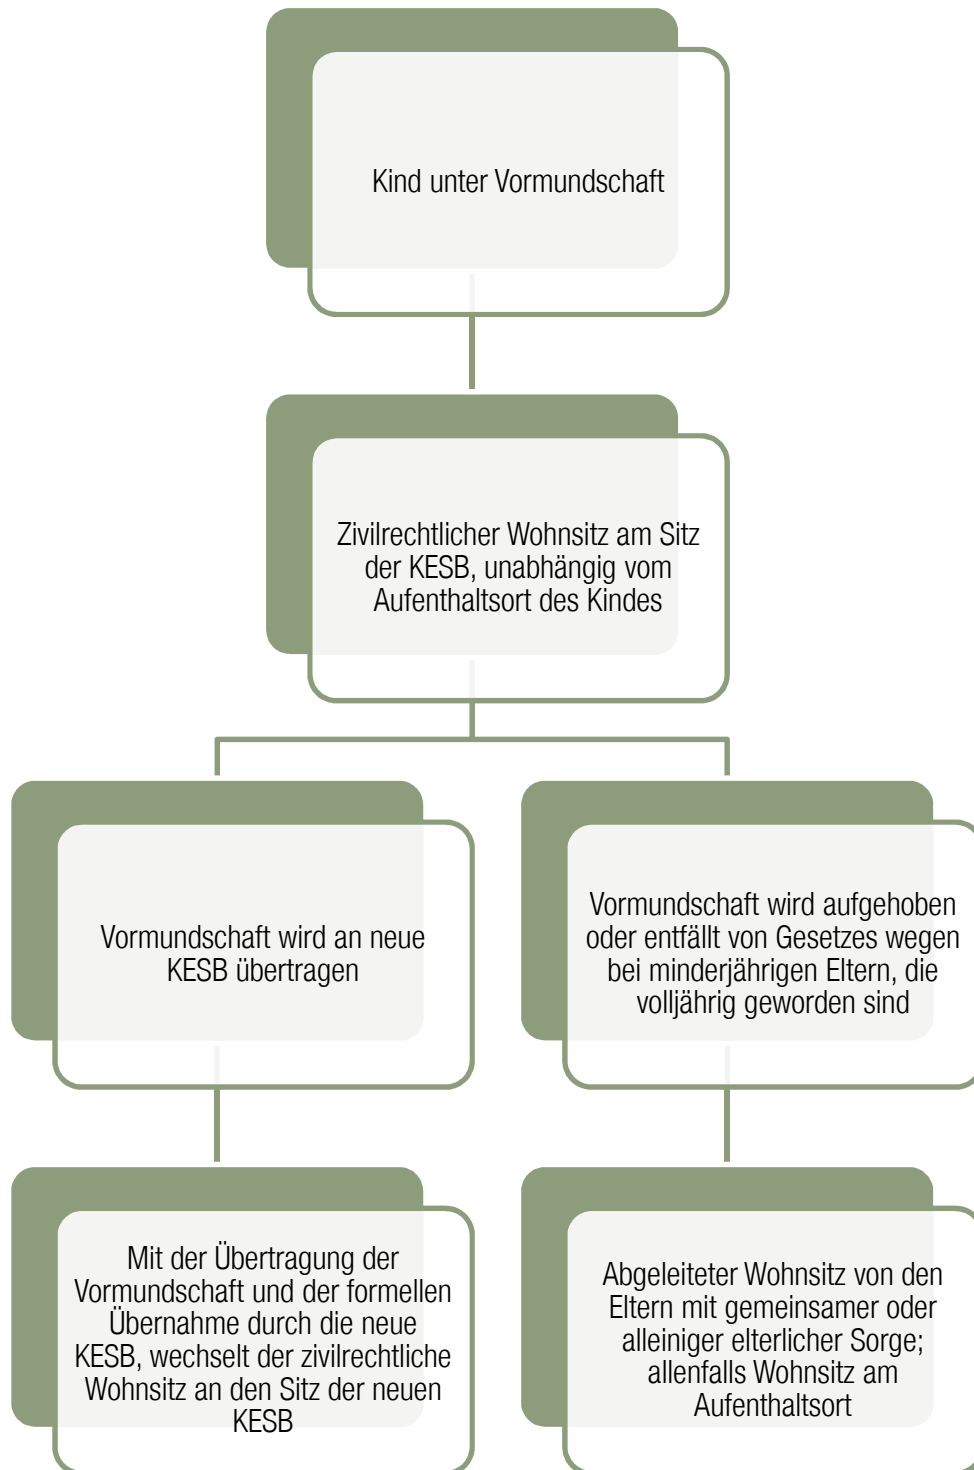 Kind unter Vormundschaft
Zivilrechtlicher Wohnsitz am Sitz
der KESB, unabhängig vom
Aufenthaltsort des Kindes
Vormundschaft wird an neue
KESB übertragen
Vormundschaft wird aufgehoben
oder entfällt von Gesetzes wegen
bei minderjährigen Eltern, die
volljährig geworden sind
Mit der Übertragung der
Vormundschaft und der formellen
Übernahme durch die neue
KESB, wechselt der zivilrechtliche
Wohnsitz an den Sitz der neuen
KESB
Abgeleiteter Wohnsitz von den
Eltern mit gemeinsamer oder
alleiniger elterlicher Sorge;
allenfalls Wohnsitz am
Aufenthaltsort